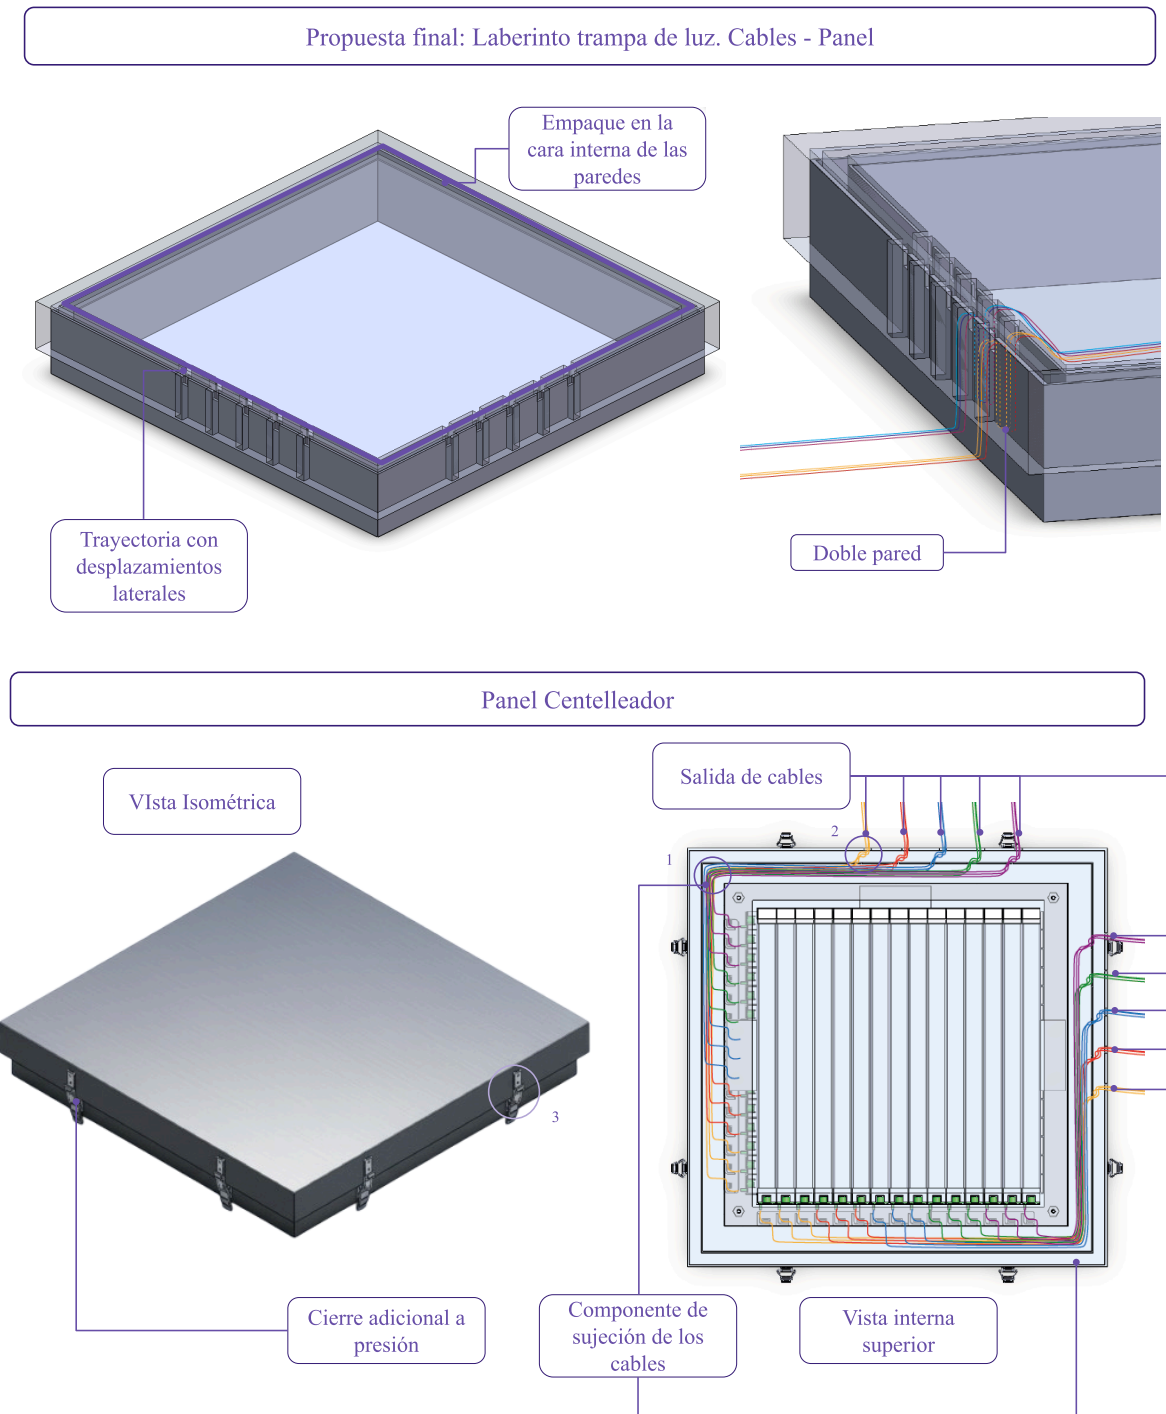 Propuesta final: Laberinto trampa de luz. Cables - Panel
Empaque en la
cara interna de las
paredes
Trayectoria con
desplazamientos
laterales
Doble pared
Panel Centelleador
VIsta Isométrica
Salida de cables
2
1
3
Cierre adicional a
presión
Componente de
sujeción de los
cables
Vista interna
superior